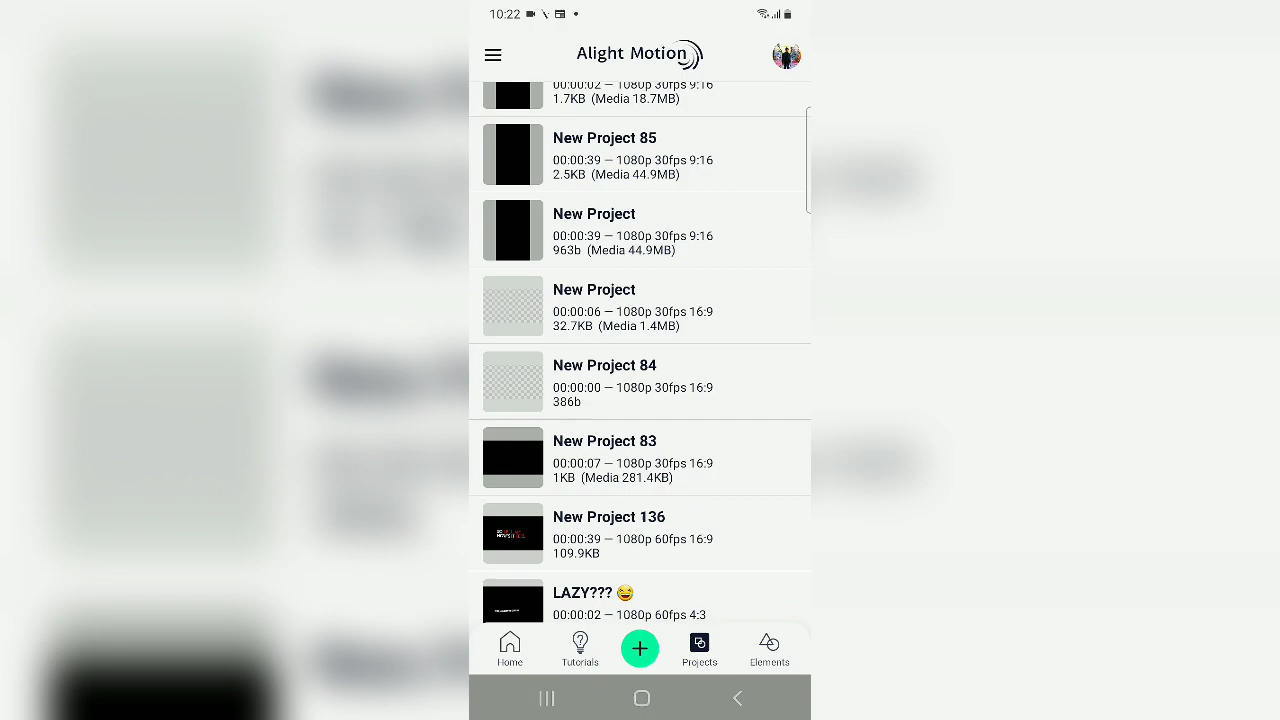 10:22
Alight Motion
00:00:02 — 1080p 30fps 9:16
1.7KB (Media 18.7MB)
New Project 85
00:00:39 — 1080p 30fps 9:16
2.5KB (Media 44.9MB)
New Project
00:00:39 — 1080p 30fps 9:16
963b (Media 44.9MB)
New Project
00:00:06 — 1080p 30fps 16:9
32.7KB (Media 1.4MB)
New Project 84
00:00:00 — 1080p 30fps 16:9
386b
New Project 83
00:00:07 — 1080p 30fps 16:9
1KB (Media 281.4KB)
New Project 136
00:00:39 — 1080p 60fps 16:9
109.9KB
LAZY??? 😆
00:00:02 — 1080p 60fps 4:3
Home
Tutorials
Projects
Elements